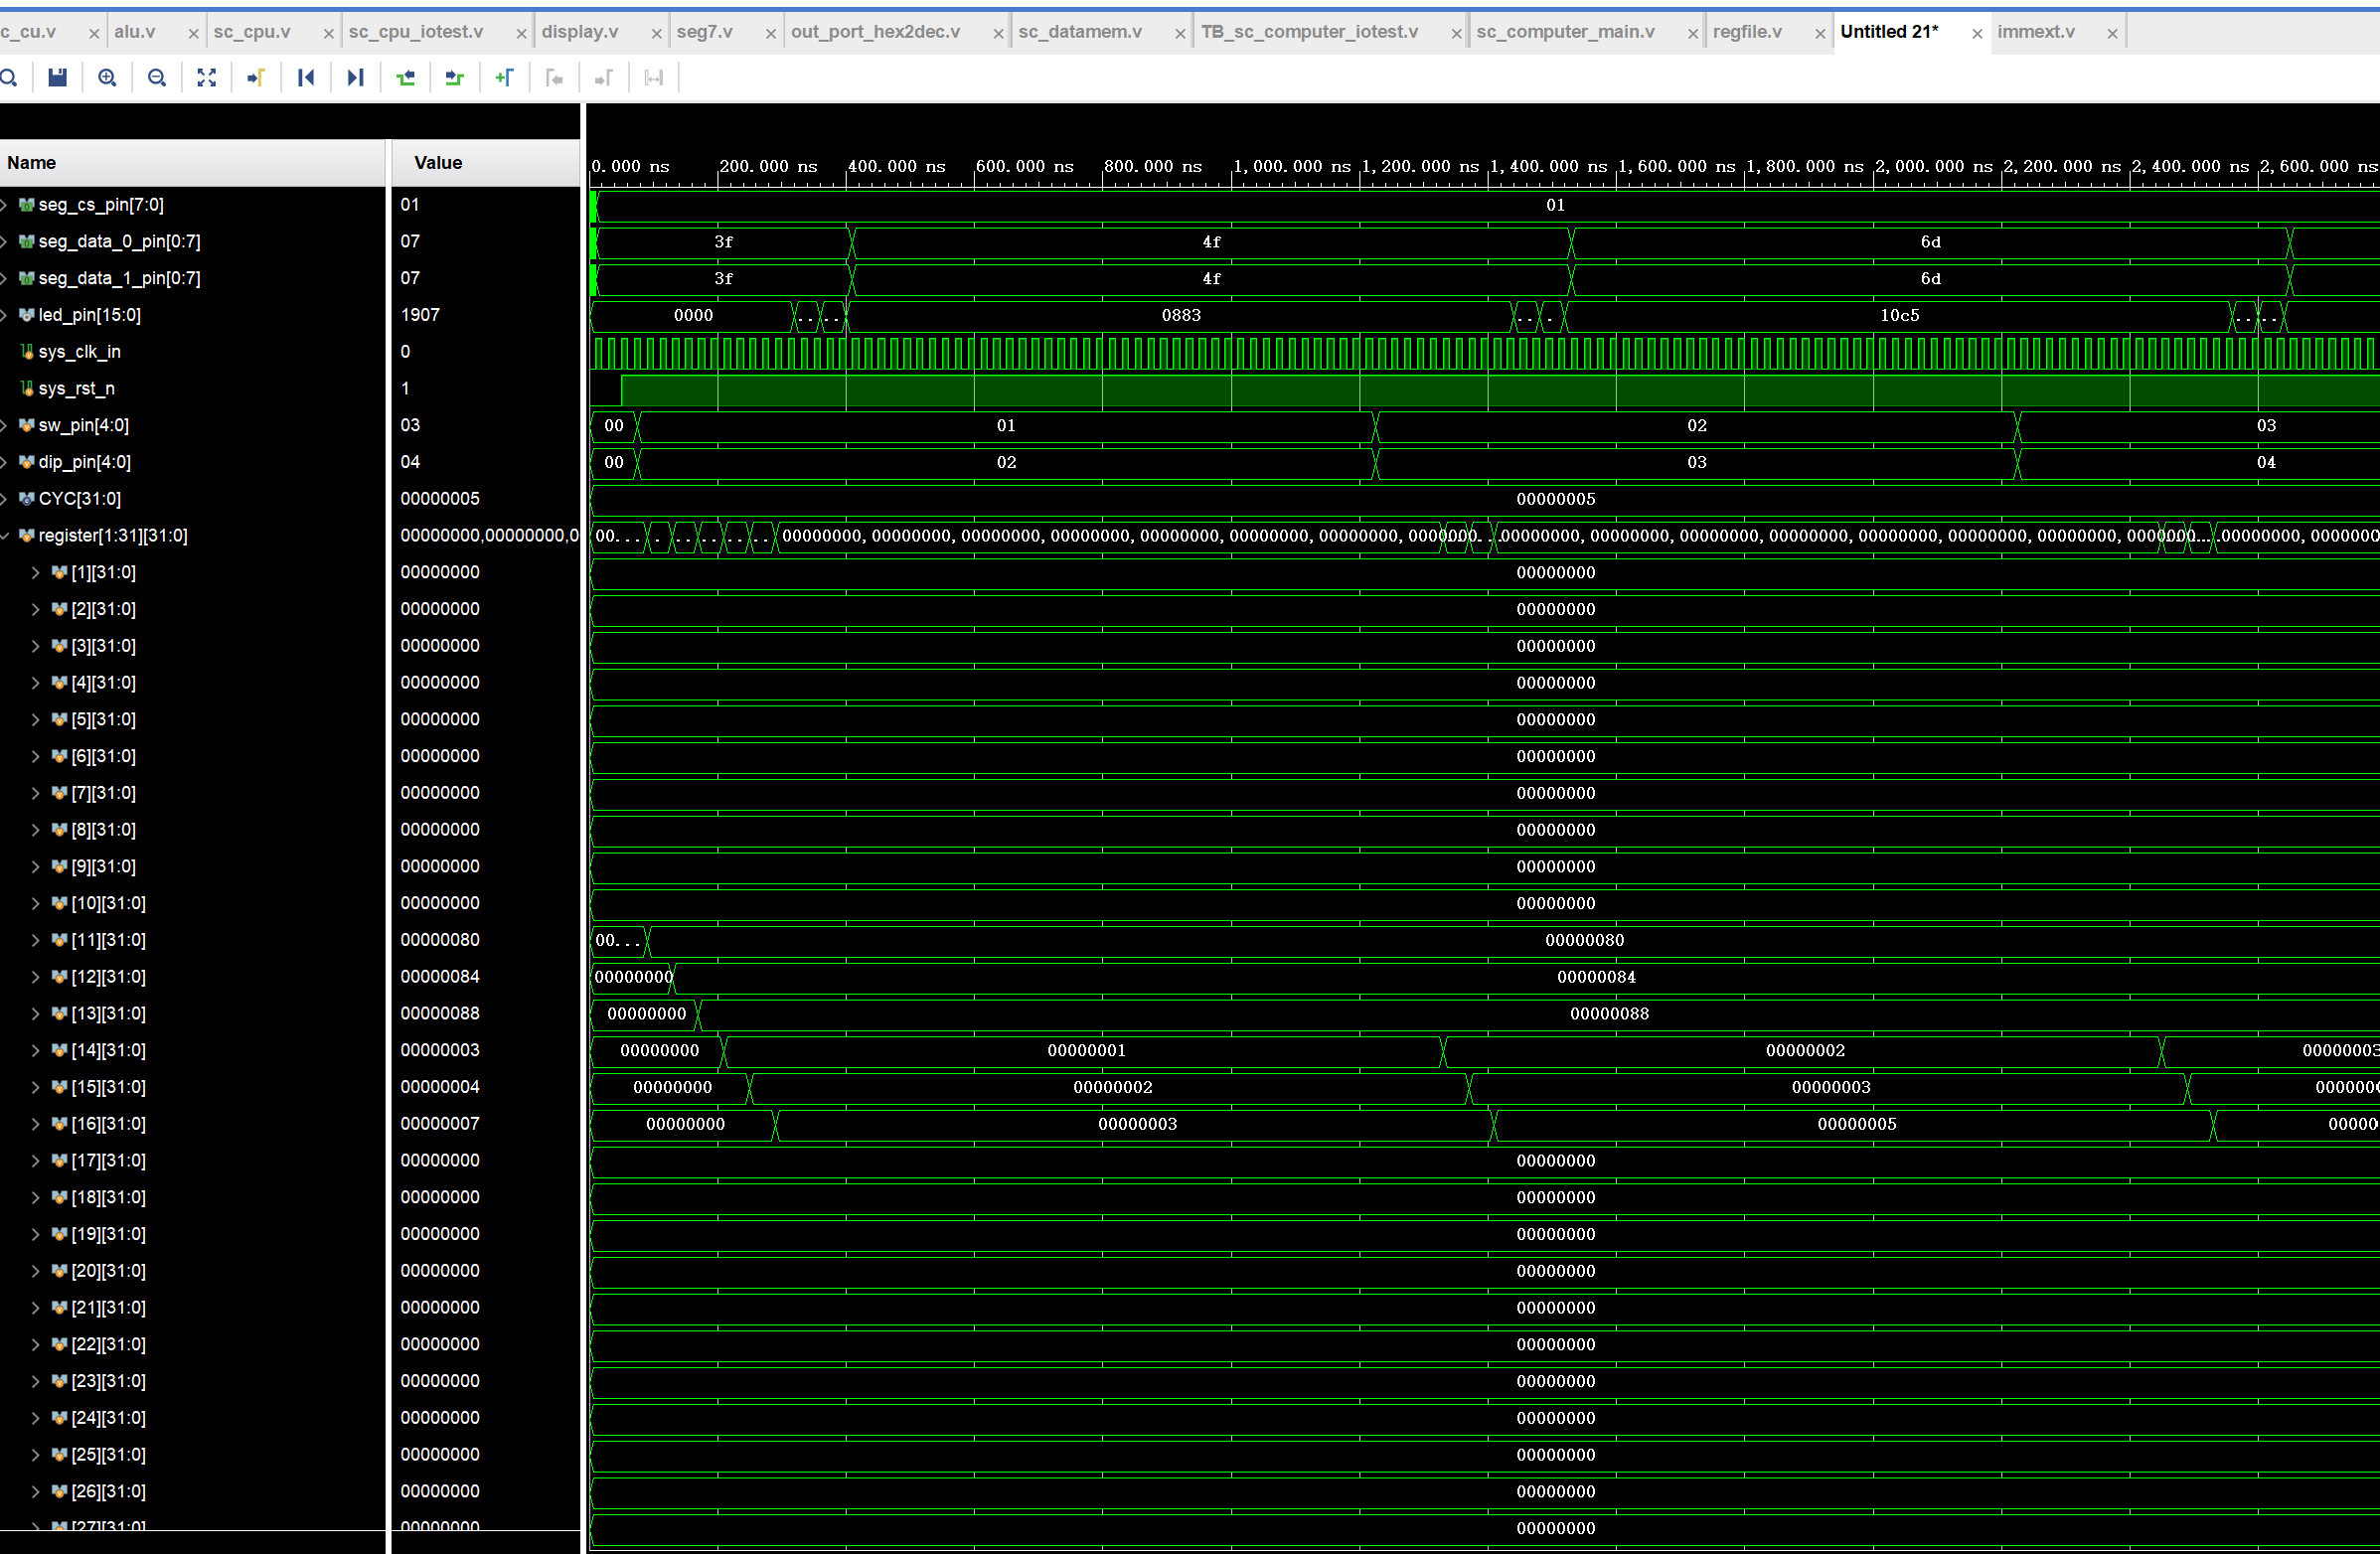 c_cu.v alu.v sc_cpu.v sc_cpu_iotest.v display.v seg7.v out_port_hex2dec.v sc_datamem.v TB_sc_computer_iotest.v sc_computer_main.v regfile.v Untitled 21* immext.v
Name Value 0.000 ns 200.000 ns 400.000 ns 600.000 ns 800.000 ns 1,000.000 ns 1,200.000 ns 1,400.000 ns 1,600.000 ns 1,800.000 ns 2,000.000 ns 2,200.000 ns 2,400.000 ns 2,600.000 ns
seg_cs_pin[7:0] 01 01
seg_data_0_pin[0:7] 07 3f 4f 6d
seg_data_1_pin[0:7] 07 3f 4f 6d
led_pin[15:0] 1907 0000 .. .. 0883 .. . 10c5 .. ..
sys_clk_in 0
sys_rst_n 1
sw_pin[4:0] 03 00 01 02 03
dip_pin[4:0] 04 00 02 03 04
CYC[31:0] 00000005 00000005
register[1:31][31:0] 00000000,00000000,0 00... . .. .. .. .. 00000000,00000000,00000000,00000000,00000000,00000000,00000000, 00000000,00000000,00000000,00000000,00000000,00000000,00000000, 00000000,0000000
[1][31:0] 00000000 00000000
[2][31:0] 00000000 00000000
[3][31:0] 00000000 00000000
[4][31:0] 00000000 00000000
[5][31:0] 00000000 00000000
[6][31:0] 00000000 00000000
[7][31:0] 00000000 00000000
[8][31:0] 00000000 00000000
[9][31:0] 00000000 00000000
[10][31:0] 00000000 00000000
[11][31:0] 00000080 00... 00000080
[12][31:0] 00000084 00000000 00000084
[13][31:0] 00000088 00000000 00000088
[14][31:0] 00000003 00000000 00000001 00000002 00000003
[15][31:0] 00000004 00000000 00000002 00000003 000000
[16][31:0] 00000007 00000000 00000003 00000005 00000
[17][31:0] 00000000 00000000
[18][31:0] 00000000 00000000
[19][31:0] 00000000 00000000
[20][31:0] 00000000 00000000
[21][31:0] 00000000 00000000
[22][31:0] 00000000 00000000
[23][31:0] 00000000 00000000
[24][31:0] 00000000 00000000
[25][31:0] 00000000 00000000
[26][31:0] 00000000 00000000
[27][31:0] 00000000 00000000